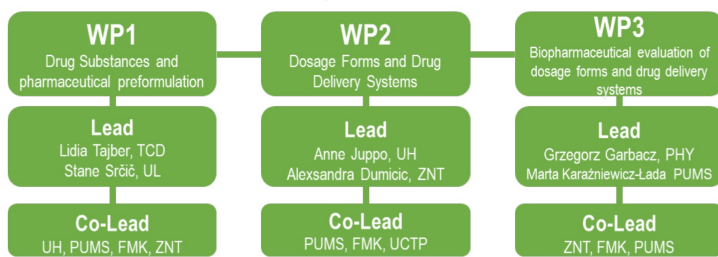 WP1
Drug Substances and
pharmaceutical preformulation
Lead
Lidia Tajber, TCD
Stane Srčič, UL
Co-Lead
UH, PUMS, FMK, ZNT
WP2
Dosage Forms and Drug
Delivery Systems
Lead
Anne Juppo, UH
Alexsandra Dumicic, ZNT
Co-Lead
PUMS, FMK, UCTP
WP3
Biopharmaceutical evaluation of
dosage forms and drug delivery
systems
Lead
Grzegorz Garbacz, PHY
Marta Karaźniewicz-Łada PUMS
Co-Lead
ZNT, FMK, PUMS